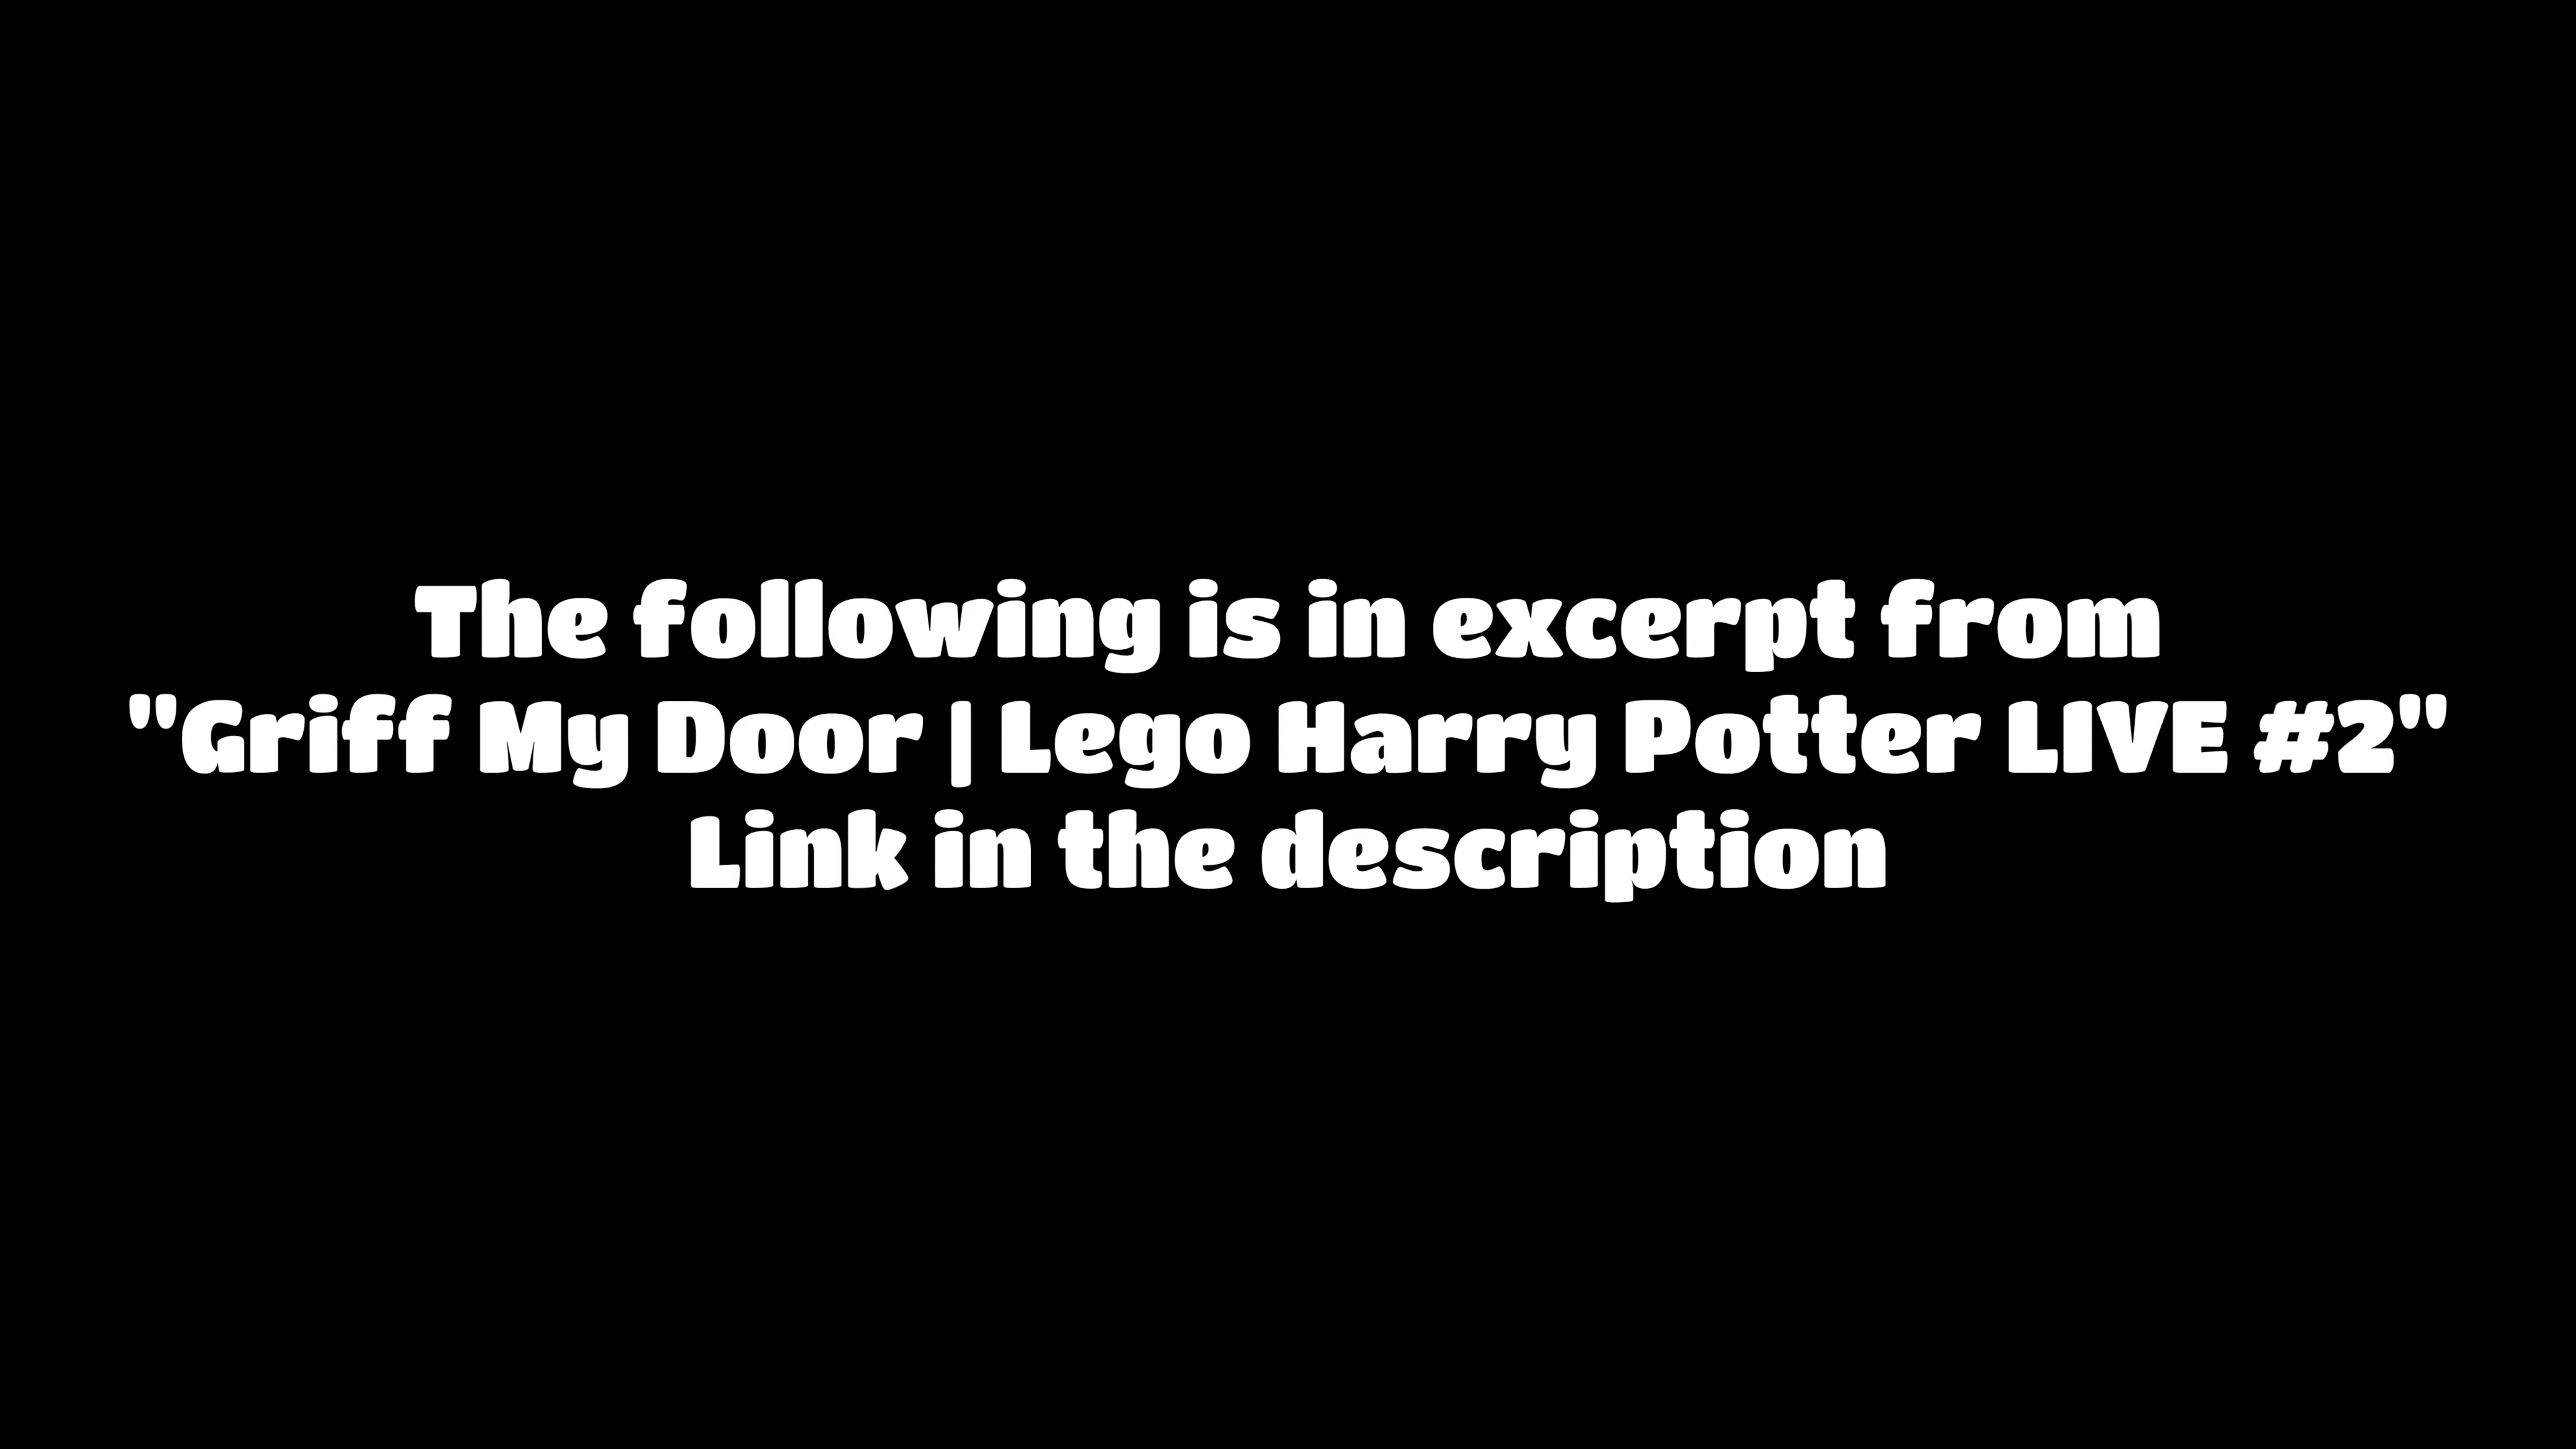 The following is in excerpt from
"Griff My Door | Lego Harry Potter LIVE #2"
Link in the description